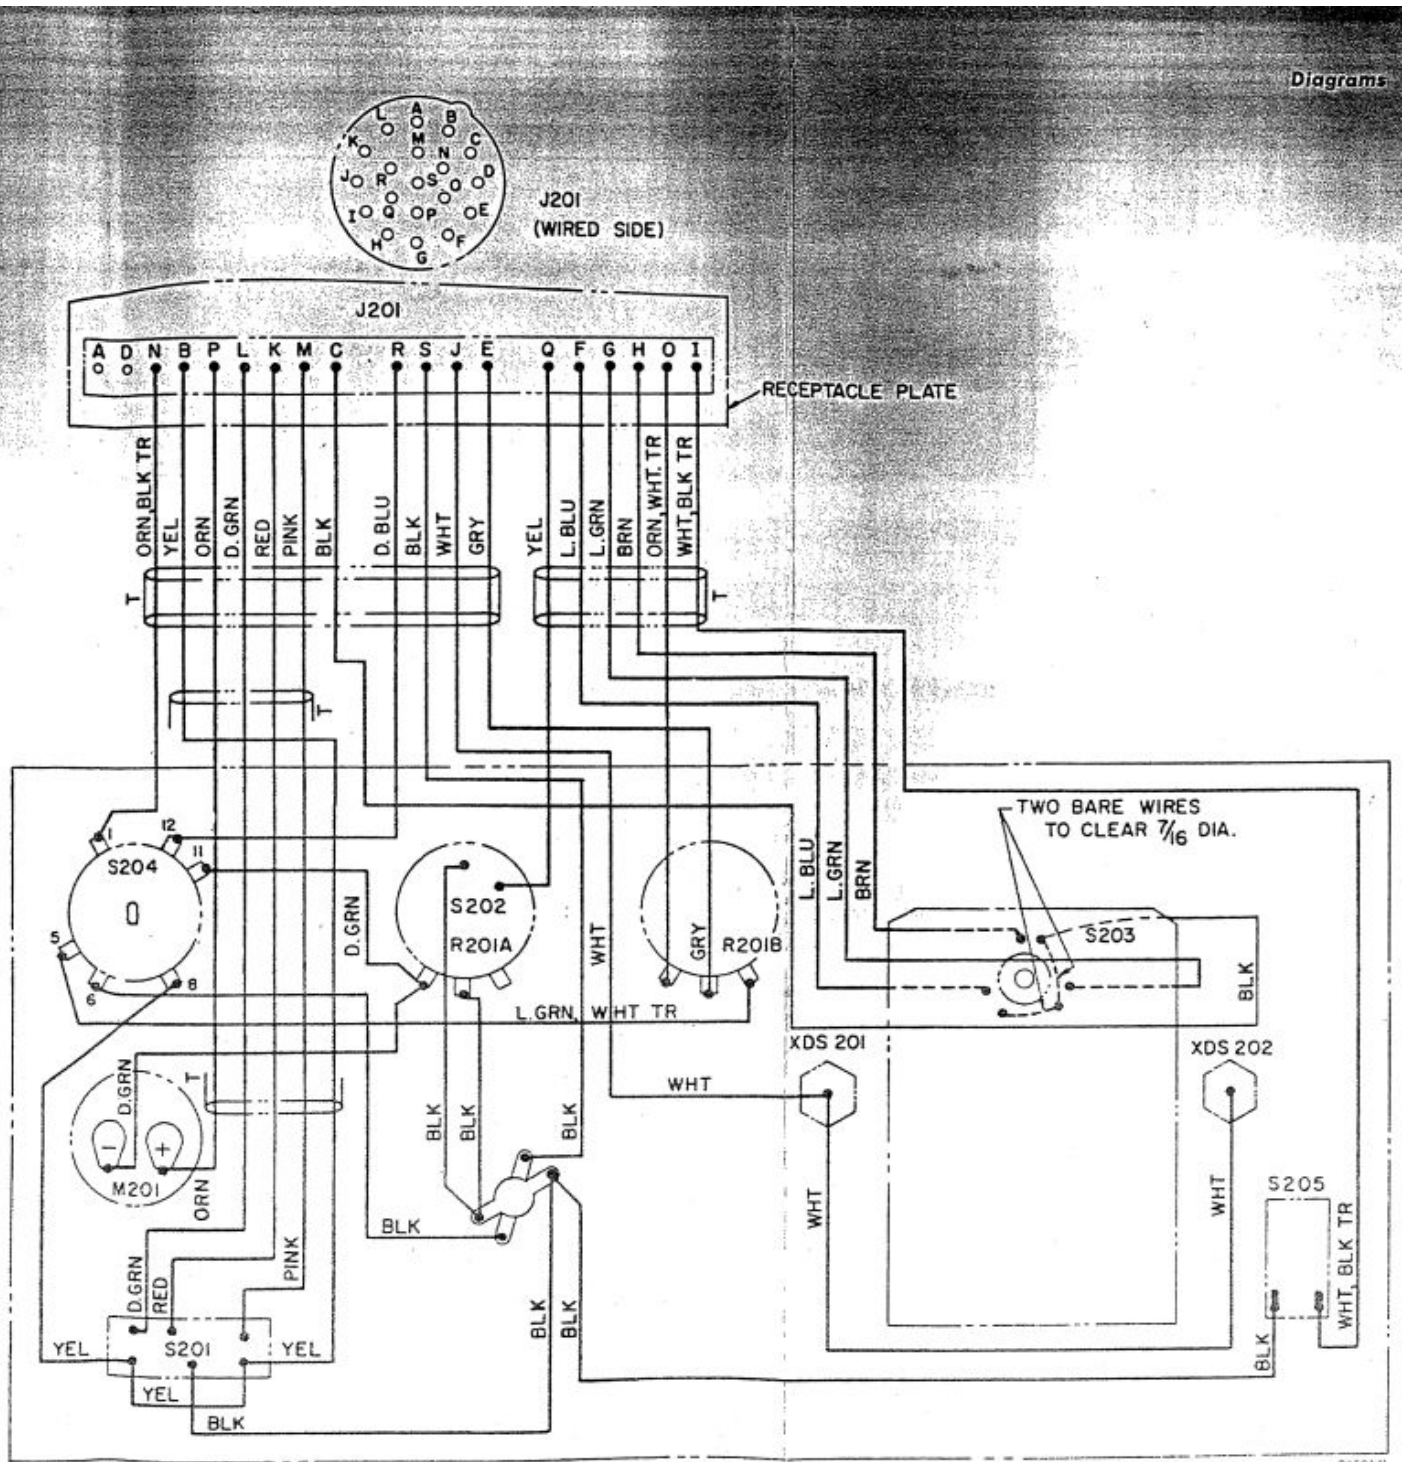 Diagrams
L A B
K M N C
J R S O D
I Q P E
H G F
J201
(WIRED SIDE)
J201
A D N B P L K M C R S J E Q F G H O I
RECEPTACLE PLATE
ORN, BLK TR
YEL
ORN
D. GRN
RED
PINK
BLK
D. BLU
BLK
WHT
GRY
YEL
L. BLU
L. GRN
BRN
ORN, WHT. TR
WHT, BLK TR
T
T
T
TWO BARE WIRES
TO CLEAR 7/16 DIA.
1 12
11
S204
5
6 8
D. GRN
S202
R201A
WHT
GRY
R201B
L. BLU
L. GRN
BRN
S203
BLK
L. GRN, WHT TR
XDS 201
XDS 202
D. GRN
T
WHT
BLK
BLK
BLK
- +
M201
ORN
BLK
WHT
WHT
S205
WHT, BLK TR
D. GRN
RED
PINK
BLK
BLK
YEL
S201
YEL
BLK
YEL
BLK